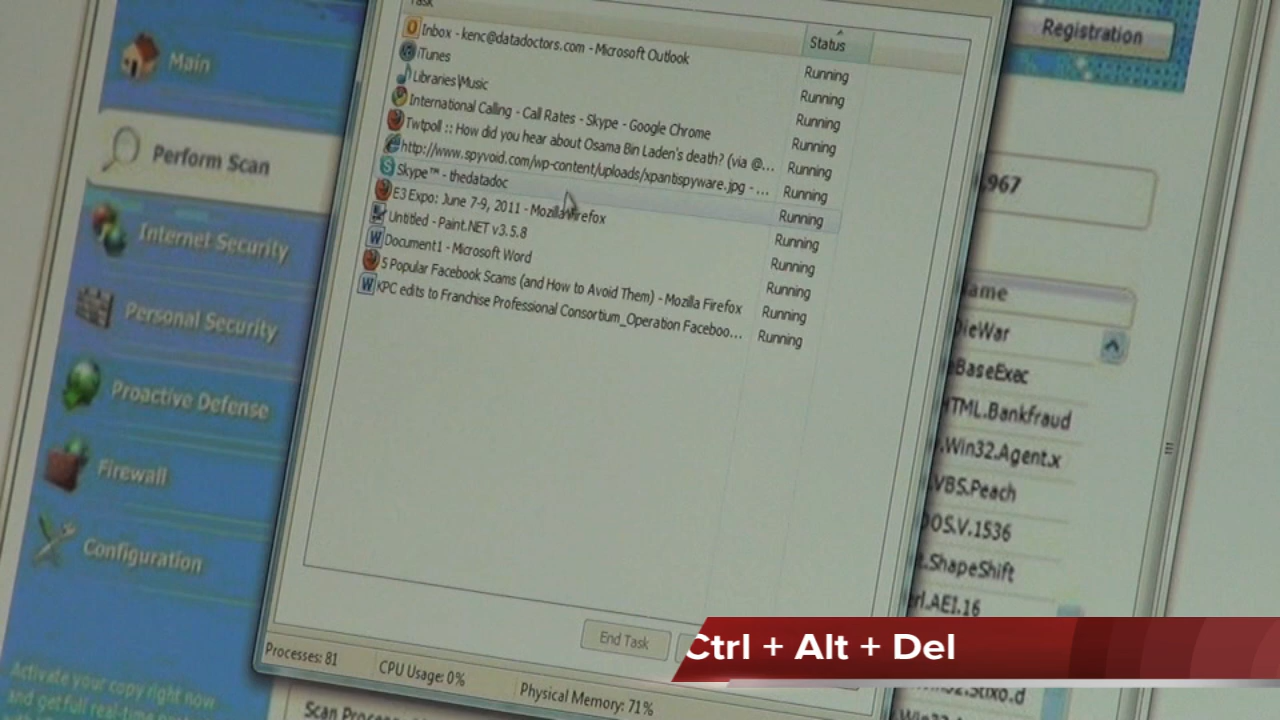 Task
Status
Inbox - kenc@datadoctors.com - Microsoft Outlook
Running
iTunes
Running
Libraries\Music
Running
International Calling - Call Rates - Skype - Google Chrome
Running
Twtpoll :: How did you hear about Osama Bin Laden's death? (via @...
Running
http://www.spyvoid.com/wp-content/uploads/xpantispyware.jpg - ...
Running
Skype™ - thedatadoc
Running
E3 Expo: June 7-9, 2011 - Mozilla Firefox
Running
Untitled - Paint.NET v3.5.8
Running
Document1 - Microsoft Word
Running
5 Popular Facebook Scams (and How to Avoid Them) - Mozilla Firefox
Running
KPC edits to Franchise Professional Consortium_Operation Faceboo...
Running
End Task
Processes: 81
CPU Usage: 0%
Physical Memory: 71%
Main
Perform Scan
Internet Security
Personal Security
Proactive Defense
Firewall
Configuration
Activate your copy right now
and get full real-time
Scan
Registration
,967
ame
DieWar
BaseExec
HTML.Bankfraud
.Win32.Agent.x
.VBS.Peach
DOS.V.1536
.ShapeShift
rl.AEI.16
Ctrl + Alt + Del